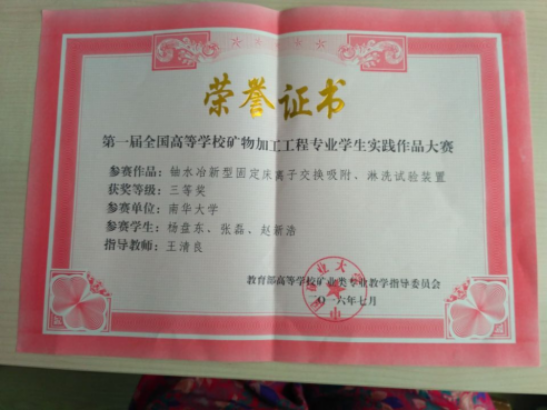 荣誉证书
第一届全国高等学校矿物加工工程专业学生实践作品大赛
参赛作品：铀水冶新型固定床离子交换吸附、淋洗试验装置
获奖等级：三等奖
参赛单位：南华大学
参赛学生：杨盘东、张磊、赵新浩
指导教师：王清良
教育部高等学校矿业类专业教学指导委员会
二〇一六年七月